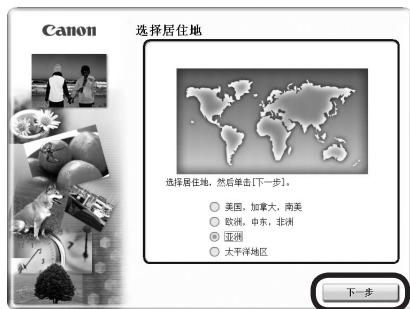 Canon
选择居住地
选择居住地，然后单击[下一步]。
美国，加拿大，南美
欧洲，中东，非洲
亚洲
太平洋地区
下一步